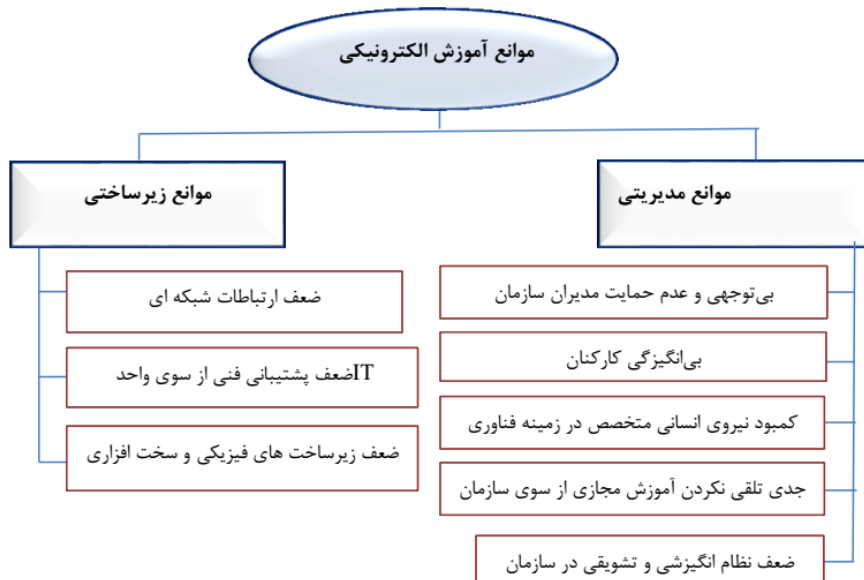 موانع آموزش الکترونیکی
موانع مدیریتی
بی‌توجهی و عدم حمایت مدیران سازمان
بی‌انگیزگی کارکنان
کمبود نیروی انسانی متخصص در زمینه فناوری
جدی تلقی نکردن آموزش مجازی از سوی سازمان
ضعف نظام انگیزشی و تشویقی در سازمان
موانع زیرساختی
ضعف ارتباطات شبکه ای
ITضعف پشتیبانی فنی از سوی واحد
ضعف زیرساخت های فیزیکی و سخت افزاری